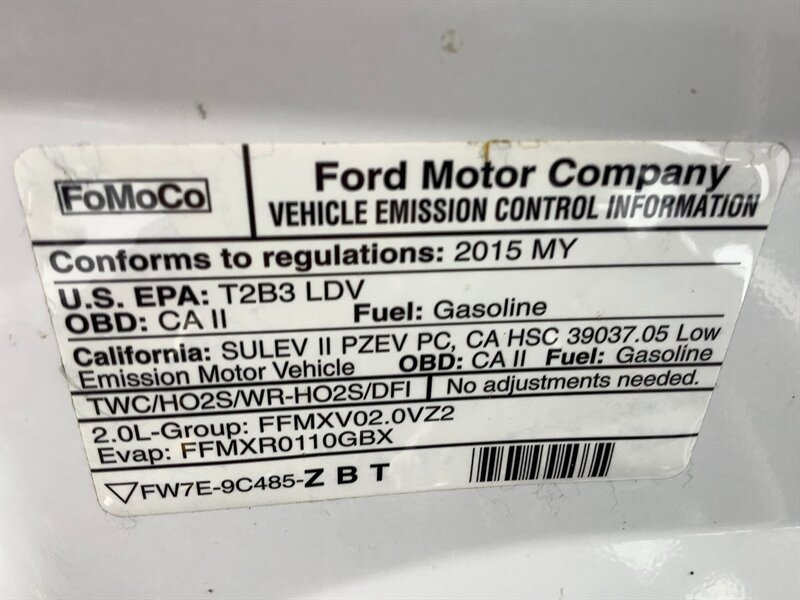 FoMoCo
Ford Motor Company
VEHICLE EMISSION CONTROL INFORMATION
Conforms to regulations: 2015 MY
U.S. EPA: T2B3 LDV
OBD: CA II Fuel: Gasoline
California: SULEV II PZEV PC, CA HSC 39037.05 Low
Emission Motor Vehicle OBD: CA II Fuel: Gasoline
TWC/HO2S/WR-HO2S/DFI No adjustments needed.
2.0L-Group: FFMXV02.0VZ2
Evap: FFMXR0110GBX
FW7E-9C485-Z B T